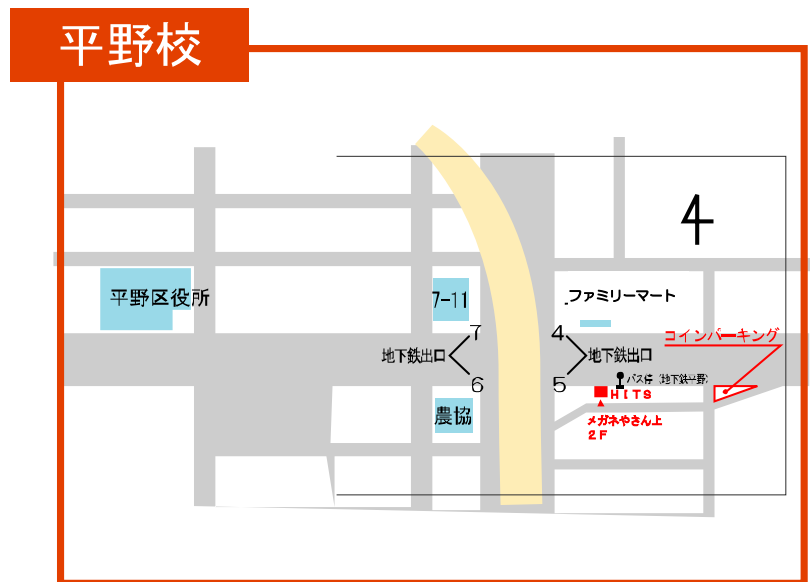 平野校
平野区役所
7-11
ファミリーマート
コインパーキング
7
4
地下鉄出口
地下鉄出口
6
5
バス停(地下鉄平野)
HITS
農協
メガネやさん上
2F